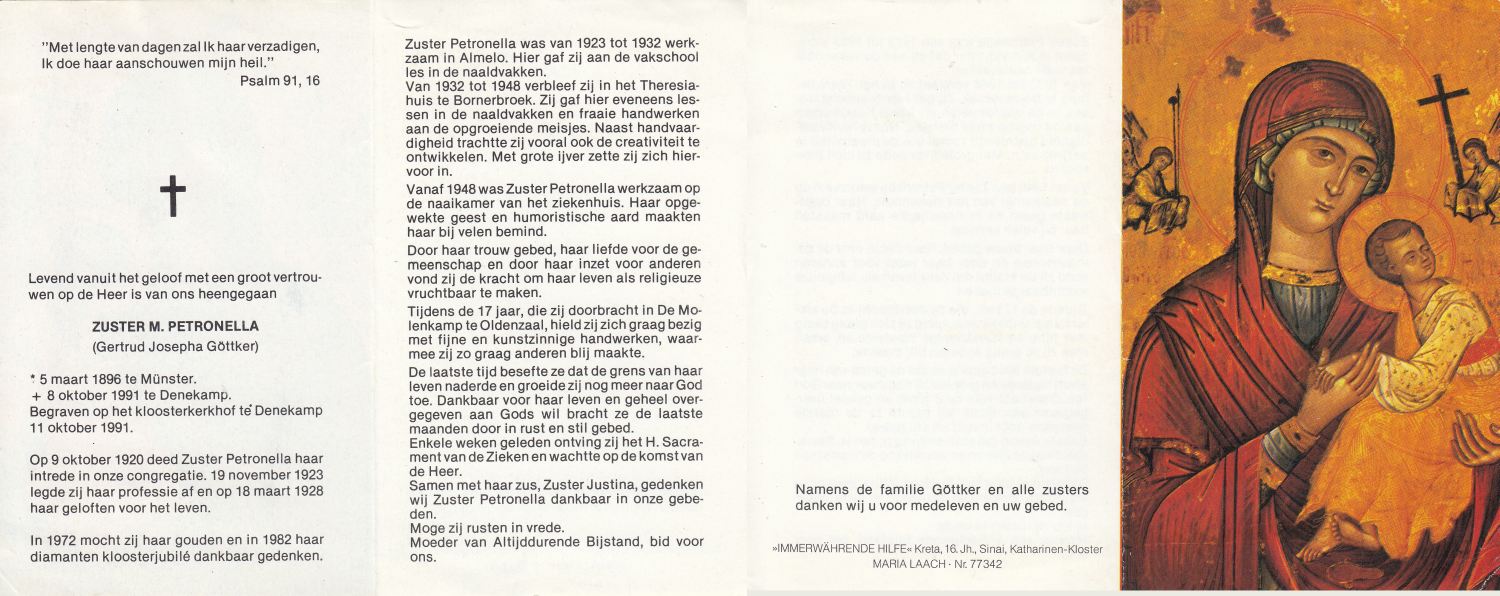 "Met lengte van dagen zal Ik haar verzadigen,
Ik doe haar aanschouwen mijn heil."
Psalm 91, 16
Levend vanuit het geloof met een groot vertrou-
wen op de Heer is van ons heengegaan
ZUSTER M. PETRONELLA
(Gertrud Josepha Göttker)
* 5 maart 1896 te Münster.
+ 8 oktober 1991 te Denekamp.
Begraven op het kloosterkerkhof te Denekamp
11 oktober 1991.
Op 9 oktober 1920 deed Zuster Petronella haar
intrede in onze congregatie. 19 november 1923
legde zij haar professie af en op 18 maart 1928
haar geloften voor het leven.
In 1972 mocht zij haar gouden en in 1982 haar
diamanten kloosterjubilé dankbaar gedenken.
Zuster Petronella was van 1923 tot 1932 werk-
zaam in Almelo. Hier gaf zij aan de vakschool
les in de naaldvakken.
Van 1932 tot 1948 verbleef zij in het Theresia-
huis te Bornerbroek. Zij gaf hier eveneens les-
sen in de naaldvakken en fraaie handwerken
aan de opgroeiende meisjes. Naast handvaar-
digheid trachtte zij vooral ook de creativiteit te
ontwikkelen. Met grote ijver zette zij zich hier-
voor in.
Vanaf 1948 was Zuster Petronella werkzaam op
de naaikamer van het ziekenhuis. Haar opge-
wekte geest en humoristische aard maakten
haar bij velen bemind.
Door haar trouw gebed, haar liefde voor de ge-
meenschap en door haar inzet voor anderen
vond zij de kracht om haar leven als religieuze
vruchtbaar te maken.
Tijdens de 17 jaar, die zij doorbracht in De Mo-
lenkamp te Oldenzaal, hield zij zich graag bezig
met fijne en kunstzinnige handwerken, waar-
mee zij zo graag anderen blij maakte.
De laatste tijd besefte ze dat de grens van haar
leven naderde en groeide zij nog meer naar God
toe. Dankbaar voor haar leven en geheel over-
gegeven aan Gods wil bracht ze de laatste
maanden door in rust en stil gebed.
Enkele weken geleden ontving zij het H. Sacra-
ment van de Zieken en wachtte op de komst van
de Heer.
Samen met haar zus, Zuster Justina, gedenken
wij Zuster Petronella dankbaar in onze gebe-
den.
Moge zij rusten in vrede.
Moeder van Altijddurende Bijstand, bid voor
ons.
Namens de familie Göttker en alle zusters
danken wij u voor medeleven en uw gebed.
»IMMERWÄHRENDE HILFE« Kreta, 16. Jh., Sinai, Katharinen-Kloster
MARIA LAACH · Nr. 77342